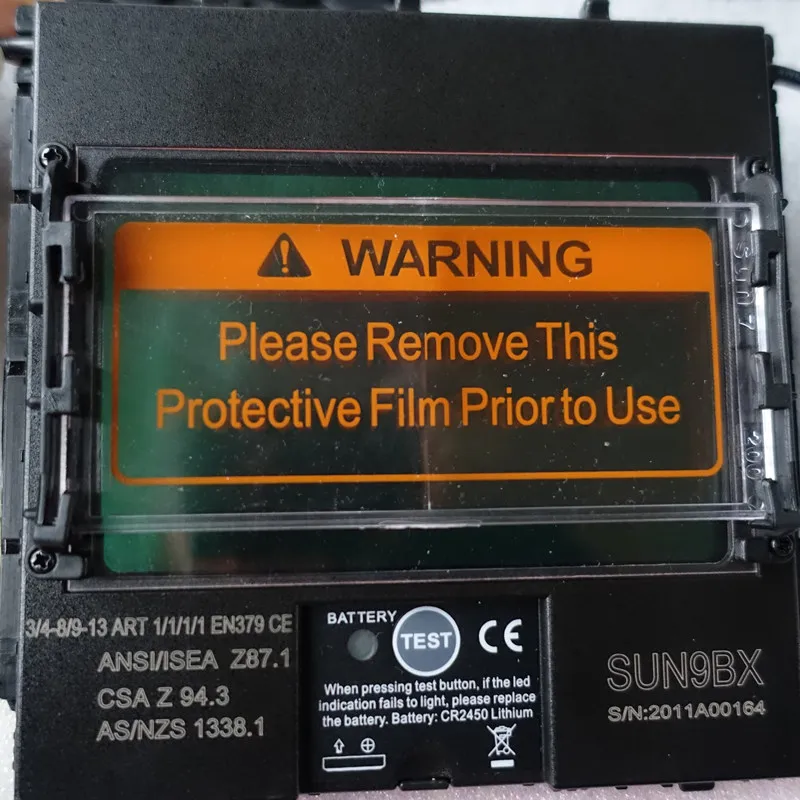 WARNING
Please Remove This
Protective Film Prior to Use
3/4-8/9-13 ART 1/1/1/1 EN379 CE
ANSI/ISEA Z87.1
CSA Z 94.3
AS/NZS 1338.1
BATTERY
TEST
CE
When pressing test button, if the led
indication fails to light, please replace
the battery. Battery: CR2450 Lithium
SUN9BX
S/N:2011A00164